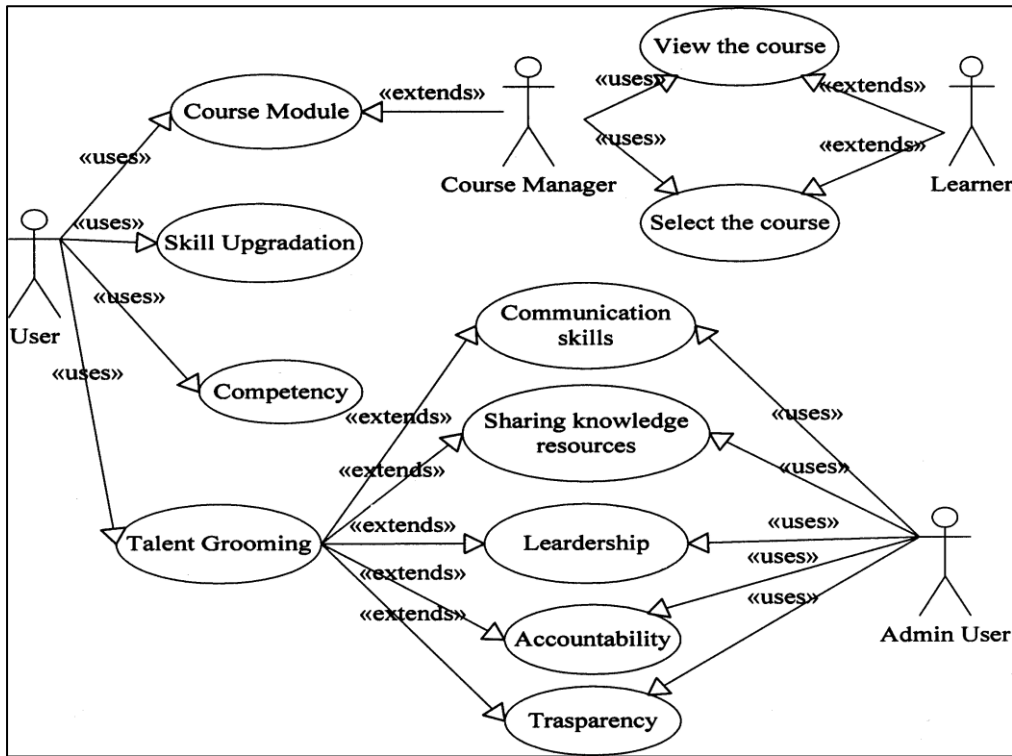 View the course
«uses»
«extends»
«extends»
Course Module
«uses»
«extends»
«uses»
Course Manager
Learner
Select the course
«uses»
Skill Upgradation
«uses»
User
Communication
skills
«uses»
Competency
«extends»
«uses»
Sharing knowledge
resources
«extends»
«uses»
Talent Grooming
«extends»
Leardership
«uses»
«extends»
«uses»
«extends»
Accountability
«uses»
Admin User
Trasparency